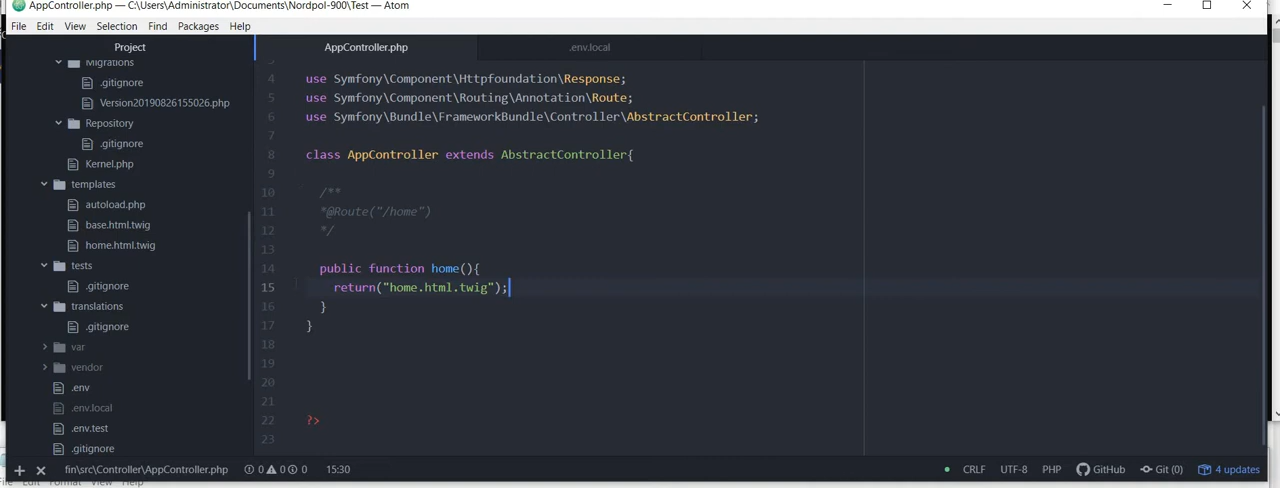 AppController.php — C:\Users\Administrator\Documents\Nordpol-900\Test — Atom
File Edit View Selection Find Packages Help
Project
AppController.php
.env.local
Migrations
.gitignore
Version20190826155026.php
Repository
.gitignore
Kernel.php
templates
autoload.php
base.html.twig
home.html.twig
tests
.gitignore
translations
.gitignore
var
vendor
.env
.env.local
.env.test
.gitignore
3
4 use Symfony\Component\Httpfoundation\Response;
5 use Symfony\Component\Routing\Annotation\Route;
6 use Symfony\Bundle\FrameworkBundle\Controller\AbstractController;
7
8 class AppController extends AbstractController{
9
10 /**
11 *@Route("/home")
12 */
13
14 public function home(){
15 return("home.html.twig");
16 }
17 }
18
19
20
21
22 ?>
23
fin\src\Controller\AppController.php 0 0 0 15:30 CRLF UTF-8 PHP GitHub Git (0) 4 updates
Edit Format View Help